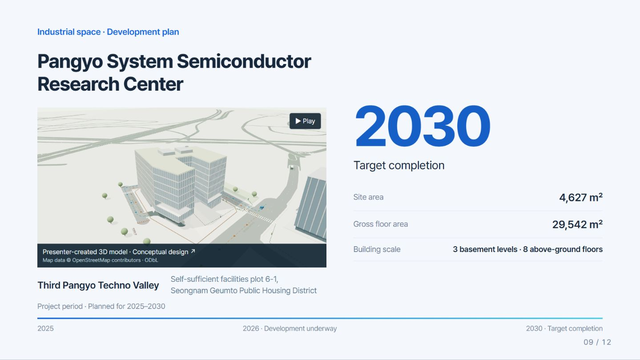 Industrial space · Development plan
Pangyo System Semiconductor
Research Center
▶ Play
Presenter-created 3D model · Conceptual design ↗
Map data © OpenStreetMap contributors · ODbL
Third Pangyo Techno Valley
Self-sufficient facilities plot 6-1,
Seongnam Geumto Public Housing District
Project period · Planned for 2025–2030
2030
Target completion
Site area 4,627 m²
Gross floor area 29,542 m²
Building scale 3 basement levels · 8 above-ground floors
2025 2026 · Development underway 2030 · Target completion
09 / 12